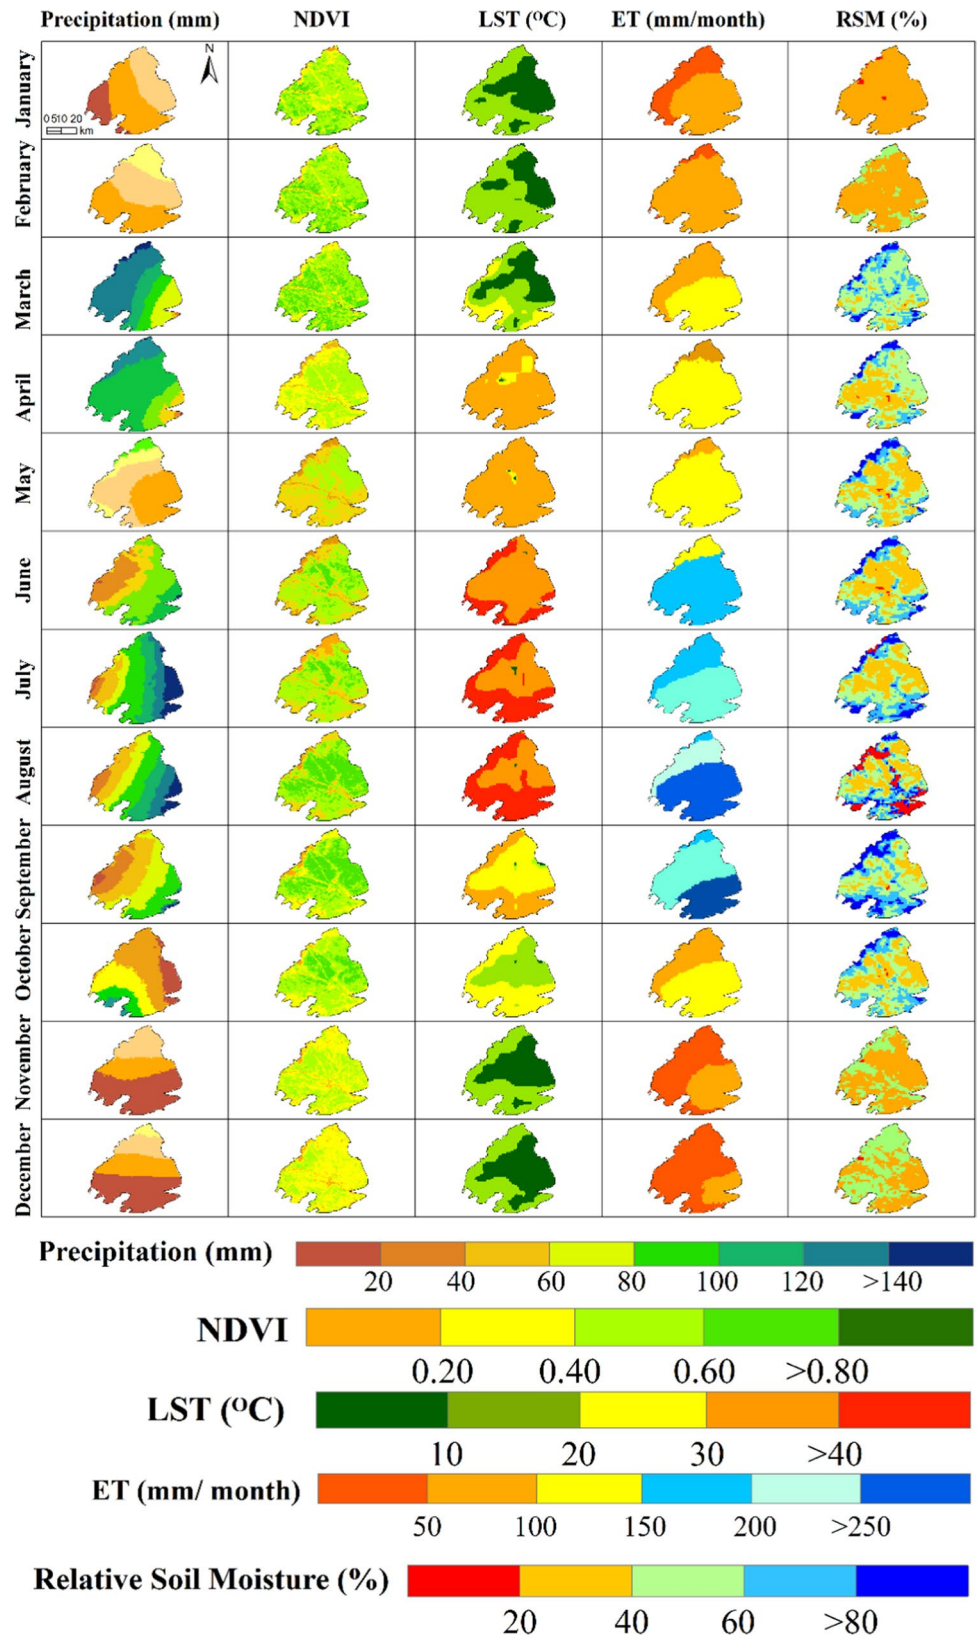 Precipitation (mm) NDVI LST (ᴼC) ET (mm/month) RSM (%)
January
N
0 510 20
km
February
March
April
May
June
July
August
September
October
November
December
Precipitation (mm)
20 40 60 80 100 120 >140
NDVI
0.20 0.40 0.60 >0.80
LST (ᴼC)
10 20 30 >40
ET (mm/ month)
50 100 150 200 >250
Relative Soil Moisture (%)
20 40 60 >80